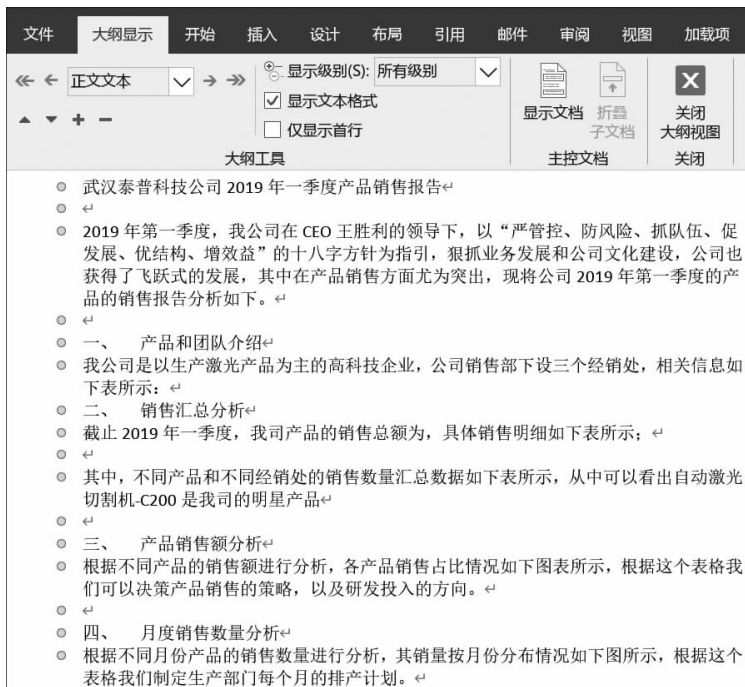 文件 大纲显示 开始 插入 设计 布局 引用 邮件 审阅 视图 加载项
正文文本 显示级别(S): 所有级别
显示文本格式
仅显示首行
显示文档 折叠 关闭
子文档 大纲视图
大纲工具 主控文档 关闭
武汉泰普科技公司 2019 年一季度产品销售报告
2019 年第一季度，我公司在 CEO 王胜利的领导下，以“严管控、防风险、抓队伍、促
发展、优结构、增效益”的十八字方针为指引，狠抓业务发展和公司文化建设，公司也
获得了飞跃式的发展，其中在产品销售方面尤为突出，现将公司 2019 年第一季度的产
品的销售报告分析如下。
一、 产品和团队介绍
我公司是以生产激光产品为主的高科技企业，公司销售部下设三个经销处，相关信息如
下表所示：
二、 销售汇总分析
截止 2019 年一季度，我司产品的销售总额为，具体销售明细如下表所示；
其中，不同产品和不同经销处的销售数量汇总数据如下表所示，从中可以看出自动激光
切割机-C200 是我司的明星产品
三、 产品销售额分析
根据不同产品的销售额进行分析，各产品销售占比情况如下图表所示，根据这个表格我
们可以决策产品销售的策略，以及研发投入的方向。
四、 月度销售数量分析
根据不同月份产品的销售数量进行分析，其销量按月份分布情况如下图所示，根据这个
表格我们制定生产部门每个月的排产计划。